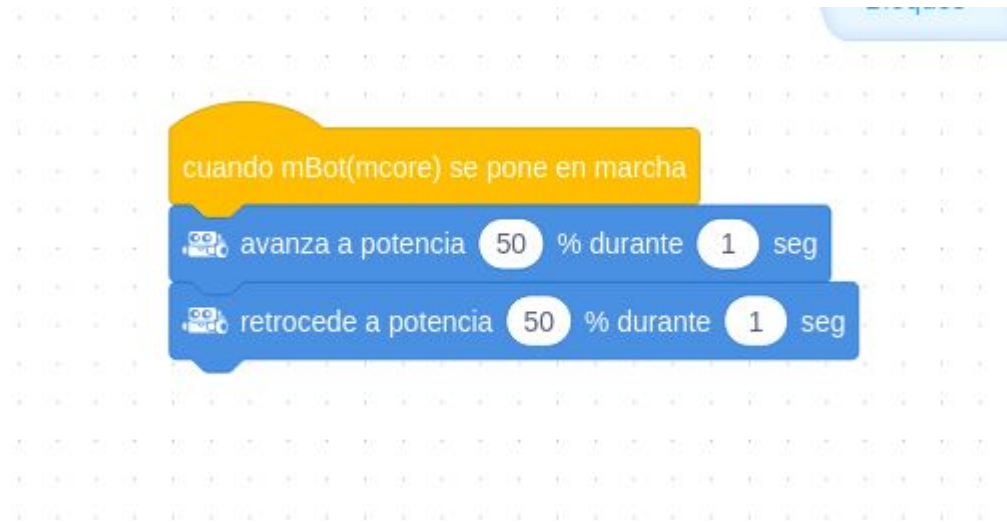 cuando mBot(mcore) se pone en marcha
avanza a potencia 50 % durante 1 seg
retrocede a potencia 50 % durante 1 seg